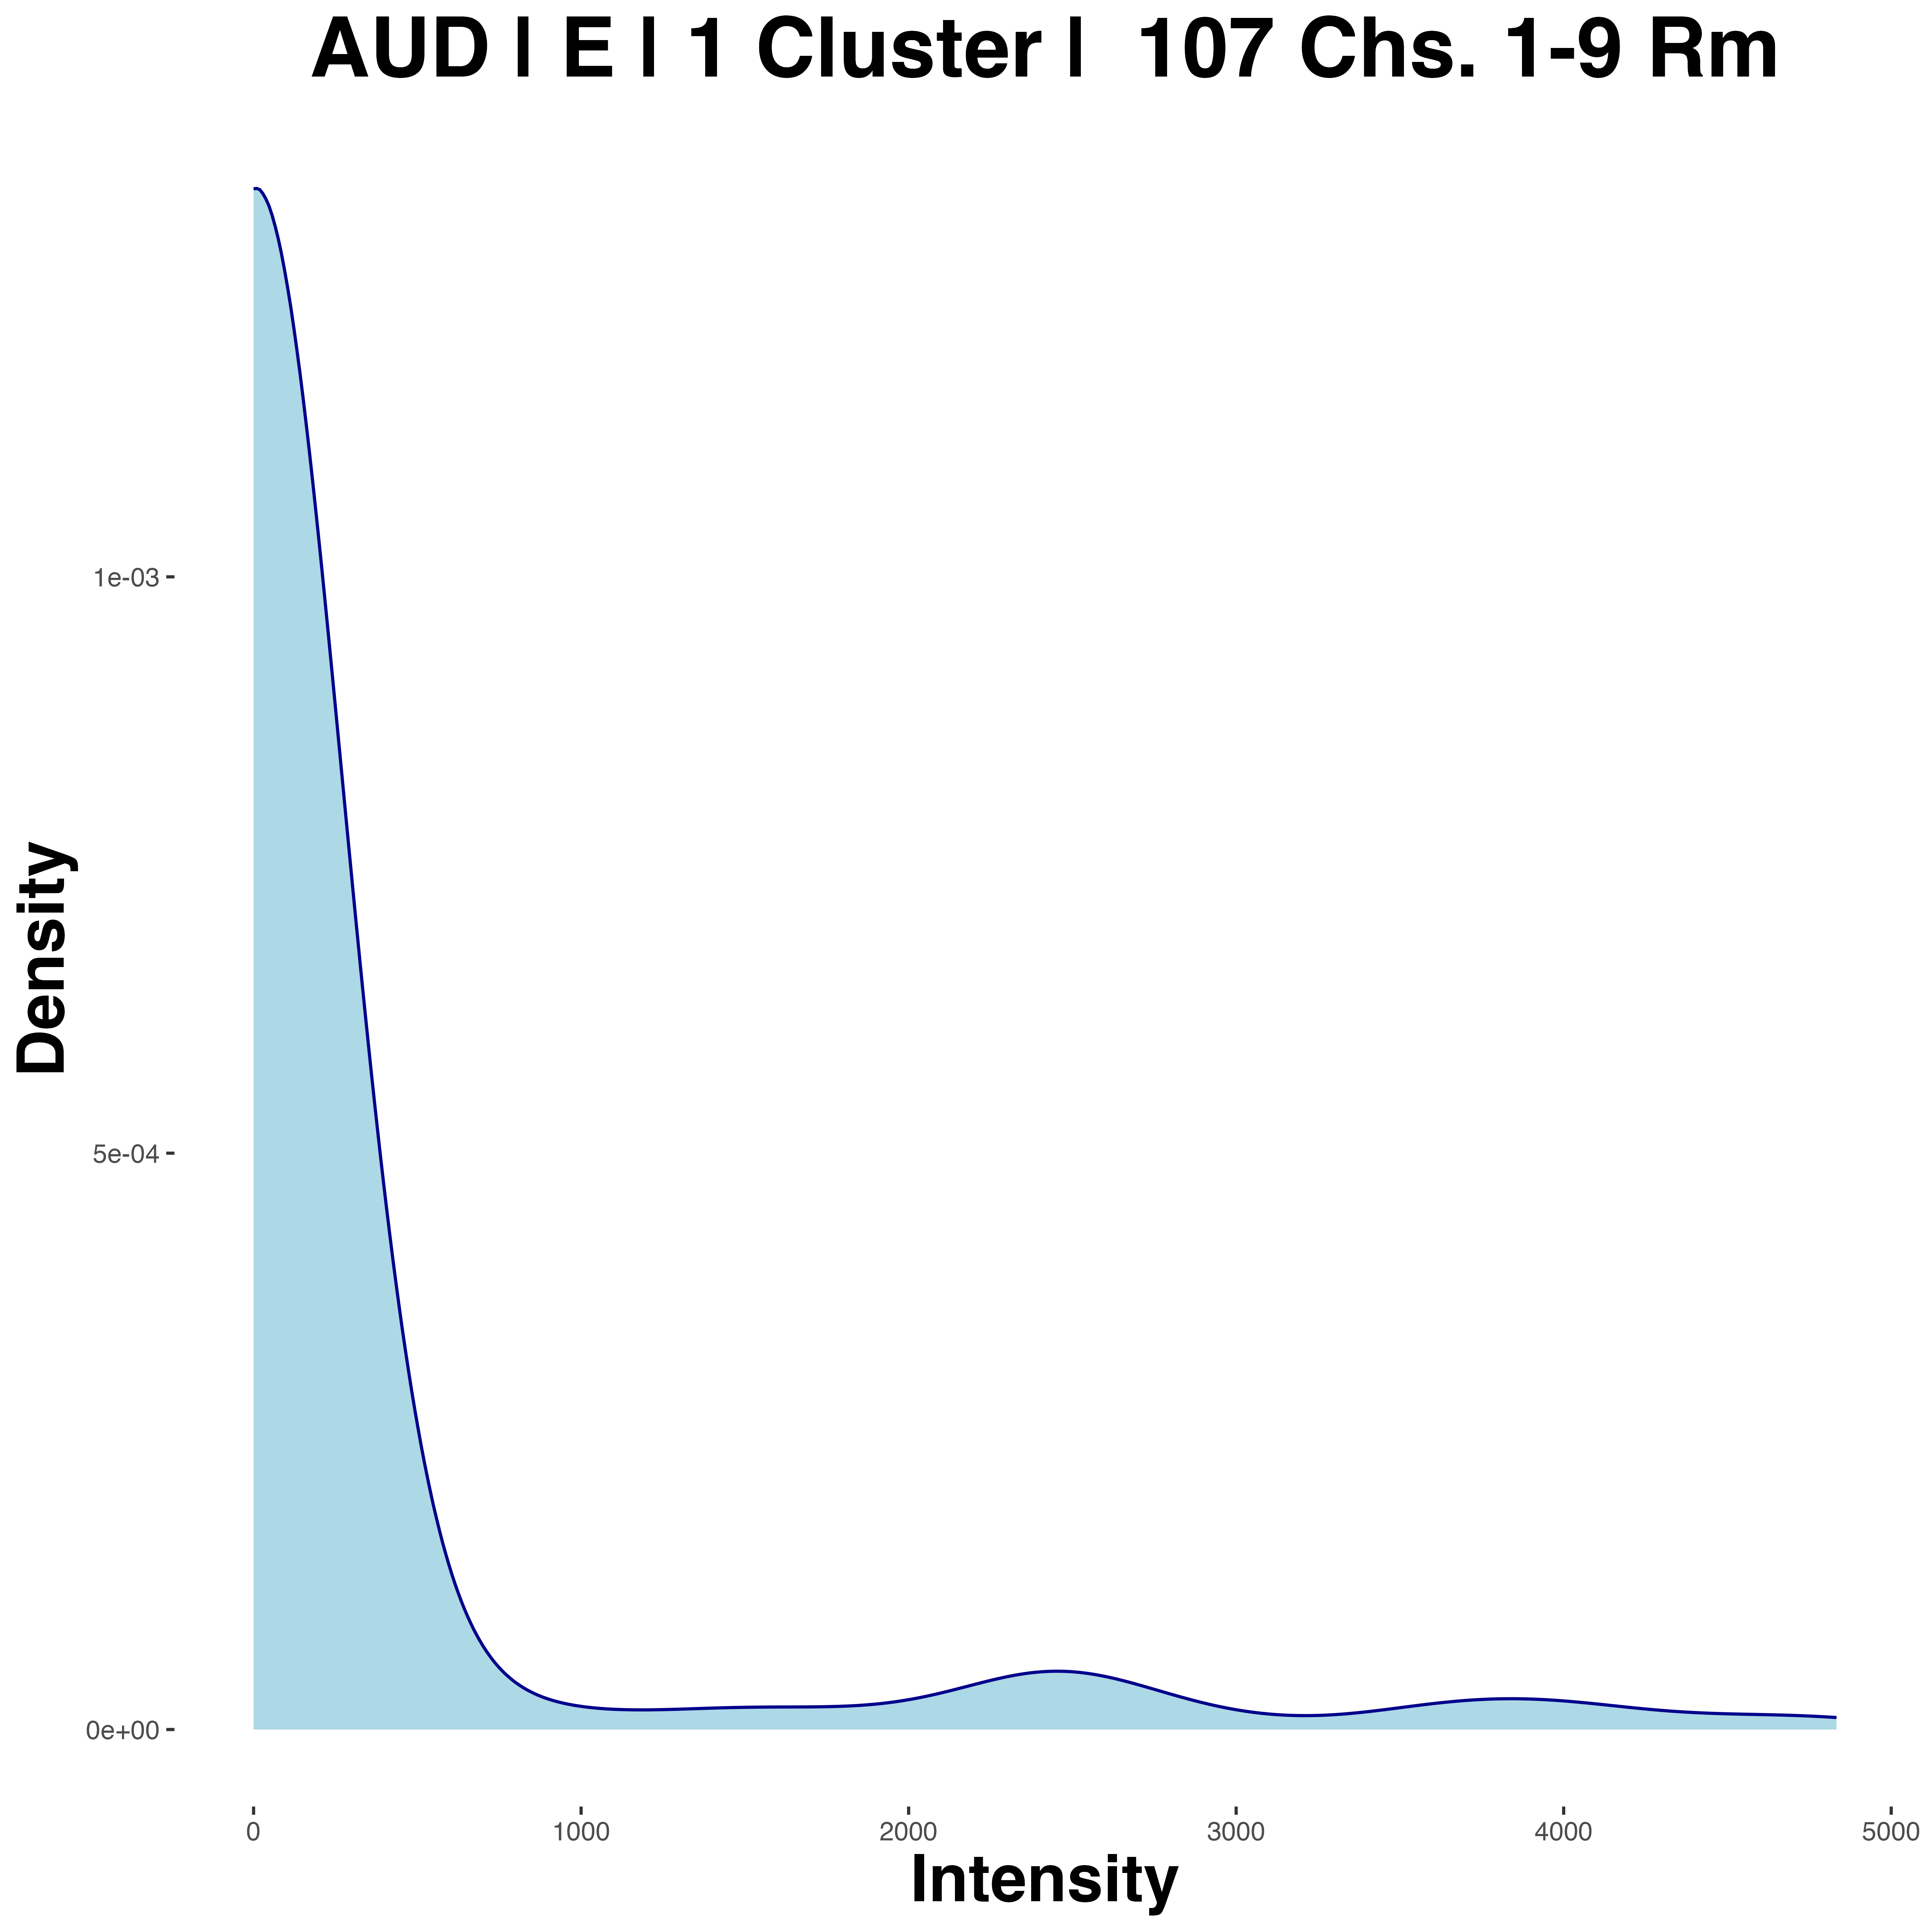 AUD | E | 1 Cluster |  107 Chs. 1-9 Rm
Density
1e-03
5e-04
0e+00
0 1000 2000 3000 4000 5000
Intensity